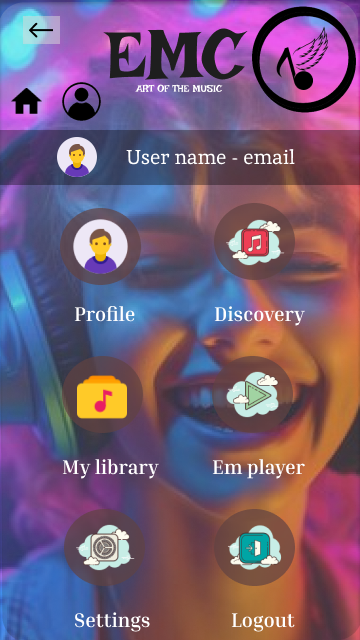 EMC
ART OF THE MUSIC
User name - email
Profile
Discovery
My library
Em player
Settings
Logout